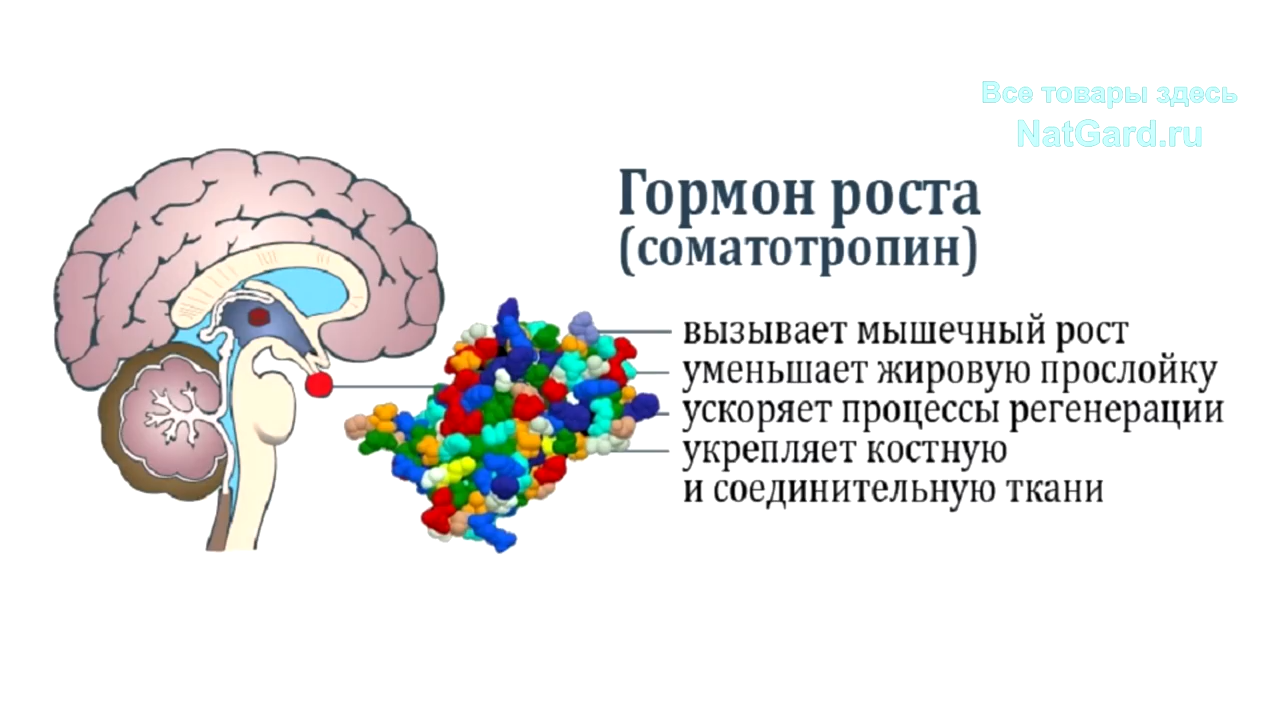 Все товары здесь
NatGard.ru
Гормон роста
(соматотропин)
вызывает мышечный рост
уменьшает жировую прослойку
ускоряет процессы регенерации
укрепляет костную
и соединительную ткани